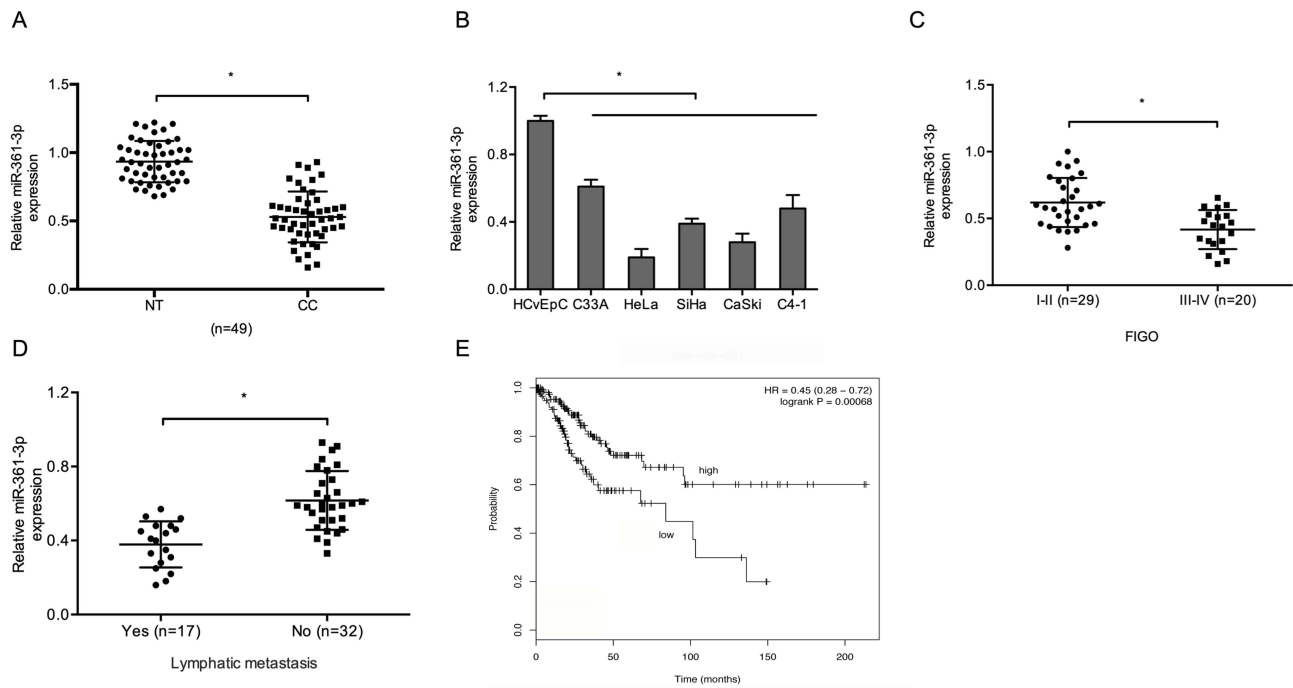 A
Relative miR-361-3p
expression
1.5
1.0
0.5
0.0
*
NT
CC
(n=49)
B
Relative miR-361-3p
expression
1.2
0.8
0.4
0.0
*
HCvEpC
C33A
HeLa
SiHa
CaSki
C4-1
C
Relative miR-361-3p
expression
1.5
1.0
0.5
0.0
*
I-II (n=29)
III-IV (n=20)
FIGO
D
Relative miR-361-3p
expression
1.2
0.8
0.4
0.0
*
Yes (n=17)
No (n=32)
Lymphatic metastasis
E
HR = 0.45 (0.28 − 0.72)
logrank P = 0.00068
Probability
1.0
0.8
0.6
0.4
0.2
0.0
high
low
0
50
100
150
200
Time (months)